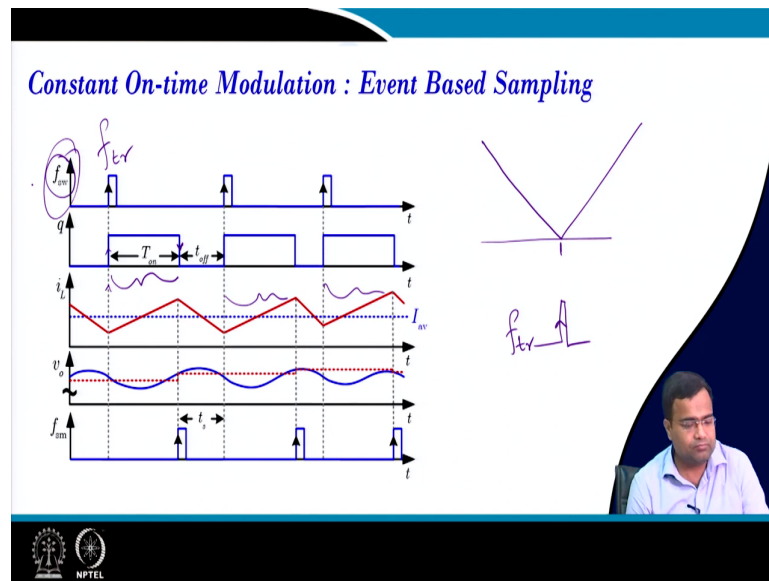 Constant On-time Modulation : Event Based Sampling
f_tr
f_sw
t
q
T_on
t_off
t
i_L
I_av
t
v_o
t
f_sm
t_s
t
f_tr
NPTEL